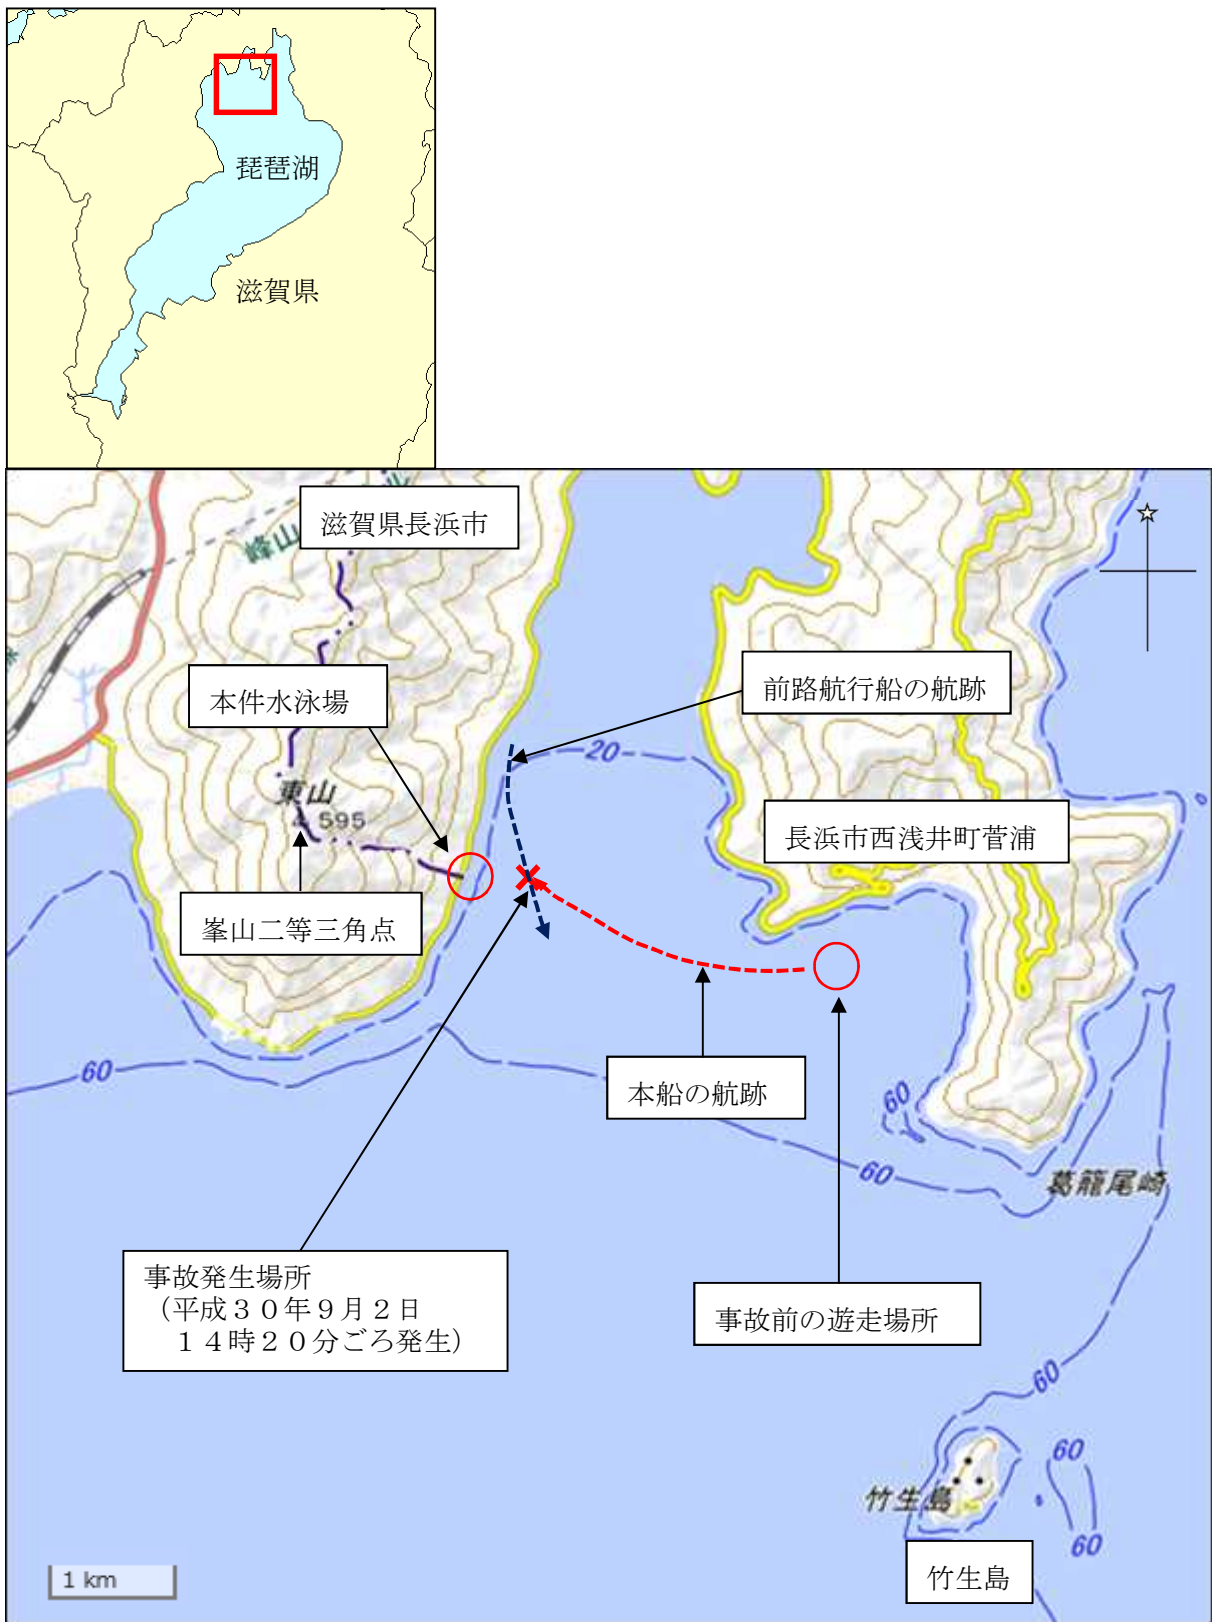 琵琶湖
滋賀県
滋賀県長浜市
峰山
本件水泳場
前路航行船の航跡
20
東山
595
長浜市西浅井町菅浦
峯山二等三角点
60
本船の航跡
60
60
葛籠尾崎
事故発生場所
（平成３０年９月２日
１４時２０分ごろ発生）
事故前の遊走場所
60
60
竹生島
60
竹生島
1 km